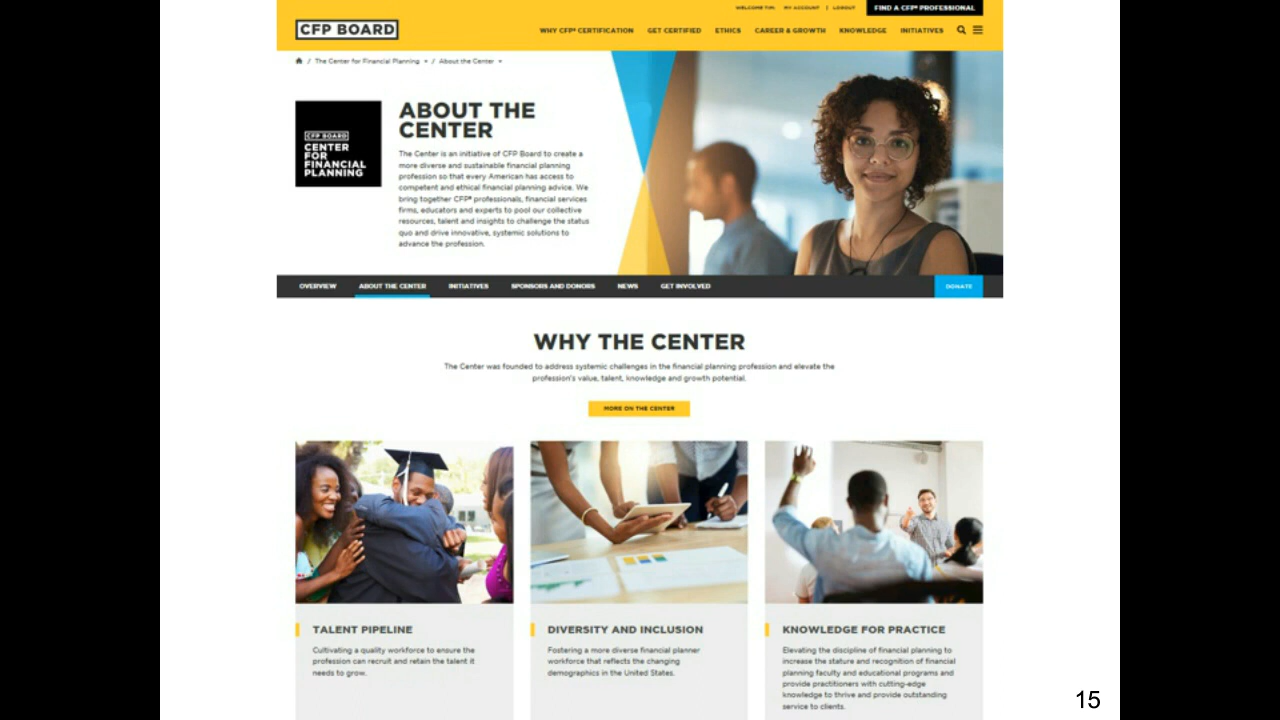 WELCOME TIM MY ACCOUNT | LOGOUT FIND A CFP® PROFESSIONAL
CFP BOARD
WHY CFP® CERTIFICATION GET CERTIFIED ETHICS CAREER & GROWTH KNOWLEDGE INITIATIVES
/ The Center for Financial Planning / About the Center
CFP BOARD
CENTER
FOR
FINANCIAL
PLANNING
ABOUT THE
CENTER
The Center is an initiative of CFP Board to create a
more diverse and sustainable financial planning
profession so that every American has access to
competent and ethical financial planning advice. We
bring together CFP® professionals, financial services
firms, educators and experts to pool our collective
resources, talent and insights to challenge the status
quo and drive innovative, systemic solutions to
advance the profession.
OVERVIEW ABOUT THE CENTER INITIATIVES SPONSORS AND DONORS NEWS GET INVOLVED DONATE
WHY THE CENTER
The Center was founded to address systemic challenges in the financial planning profession and elevate the
profession's value, talent, knowledge and growth potential.
MORE ON THE CENTER
TALENT PIPELINE
Cultivating a quality workforce to ensure the
profession can recruit and retain the talent it
needs to grow.
DIVERSITY AND INCLUSION
Fostering a more diverse financial planner
workforce that reflects the changing
demographics in the United States.
KNOWLEDGE FOR PRACTICE
Elevating the discipline of financial planning to
increase the stature and recognition of financial
planning faculty and educational programs and
provide practitioners with cutting-edge
knowledge to thrive and provide outstanding
service to clients.
15